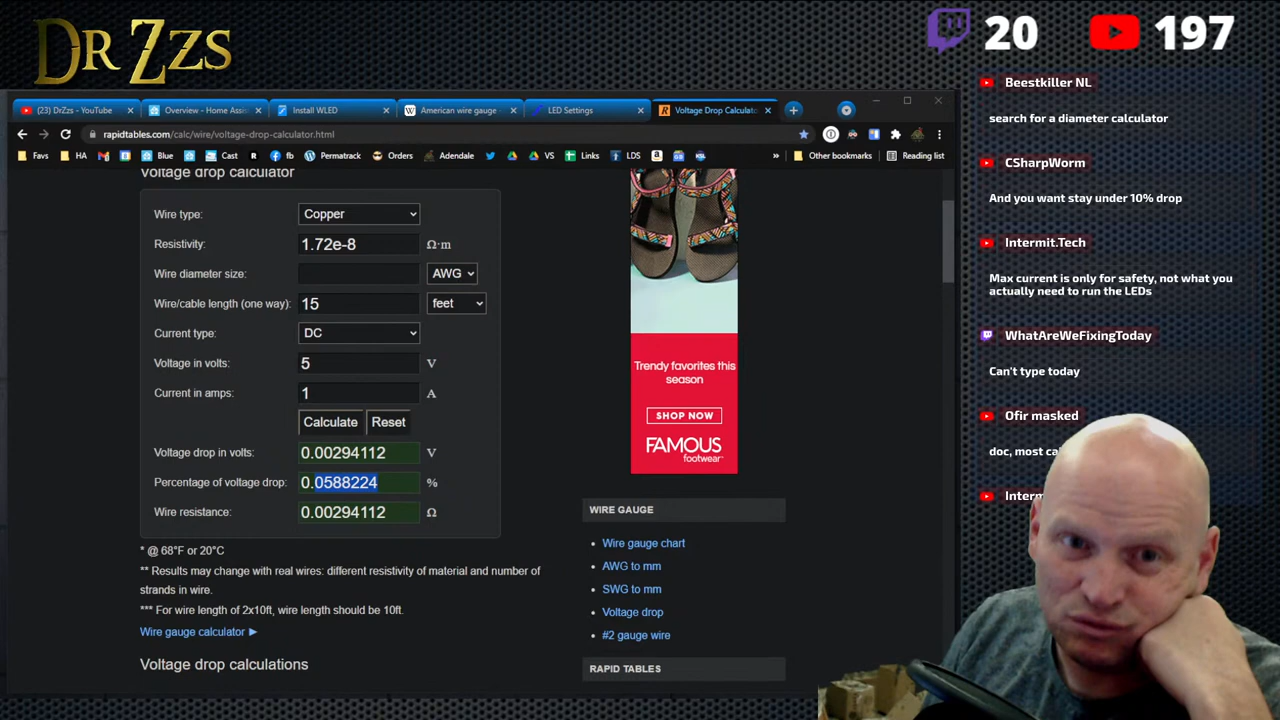 DR ZZS
20
197
(23) DrZzs - YouTube
Overview - Home Assis
Install WLED
American wire gauge
LED Settings
Voltage Drop Calculato
rapidtables.com/calc/wire/voltage-drop-calculator.html
Favs
HA
Blue
Cast
fb
Permatrack
Orders
Adendale
VS
Links
LDS
»
Other bookmarks
Reading list
Voltage drop calculator
Wire type:
Copper
Resistivity:
1.72e-8
Ω·m
Wire diameter size:
AWG
Wire/cable length (one way):
15
feet
Current type:
DC
Voltage in volts:
5
V
Current in amps:
1
A
Calculate
Reset
Voltage drop in volts:
0.00294112
V
Percentage of voltage drop:
0.0588224
%
Wire resistance:
0.00294112
Ω
* @ 68°F or 20°C
** Results may change with real wires: different resistivity of material and number of
strands in wire.
*** For wire length of 2x10ft, wire length should be 10ft.
Wire gauge calculator ►
Voltage drop calculations
Trendy favorites this
season
SHOP NOW
FAMOUS
footwear
WIRE GAUGE
Wire gauge chart
AWG to mm
SWG to mm
Voltage drop
#2 gauge wire
RAPID TABLES
Beestkiller NL
search for a diameter calculator
CSharpWorm
And you want stay under 10% drop
Intermit.Tech
Max current is only for safety, not what you
actually need to run the LEDs
WhatAreWeFixingToday
Can't type today
Ofir masked
doc, most ca
Interm